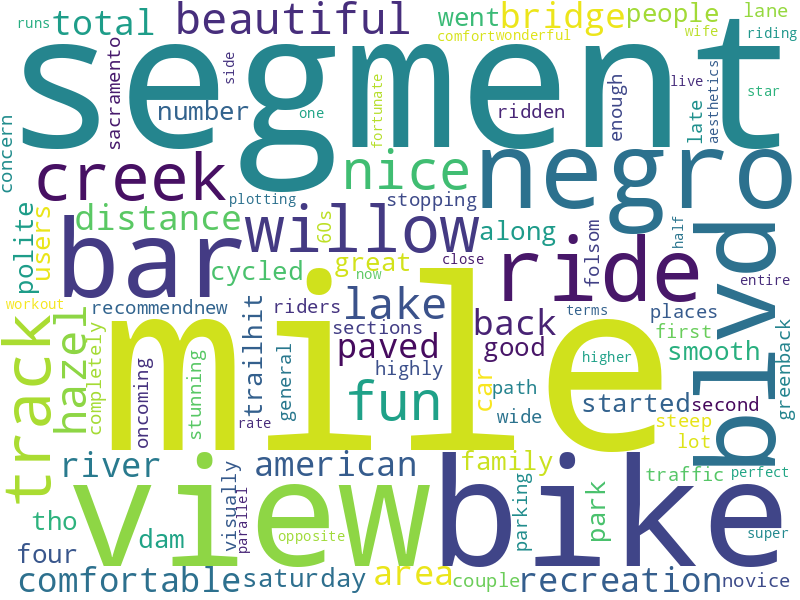 runs
total
beautiful
went
bridge
people
lane
comfort
wonderful
wife
riding
segment
sacramento
side
number
fortunate
one
enough
ridden
late
aesthetics
live
star
concern
creek
nice
negro
plotting
stopping
polite
users
distance
willow
60s
along
folsom
half
blvd
bar
cycled
great
now
close
ride
entire
workout
recommendnew
riders
lake
terms
places
greenback
track
hazel
completely
trailhit
sections
back
first
paved
good
smooth
mile
oncoming
stunning
general
highly
higher
fun
car
path
wide
started
second
rate
steep
lot
river
american
family
view
bike
visually
parallel
parking
park
traffic
perfect
tho
dam
opposite
super
four
comfortable
saturday
area
couple
recreation
novice